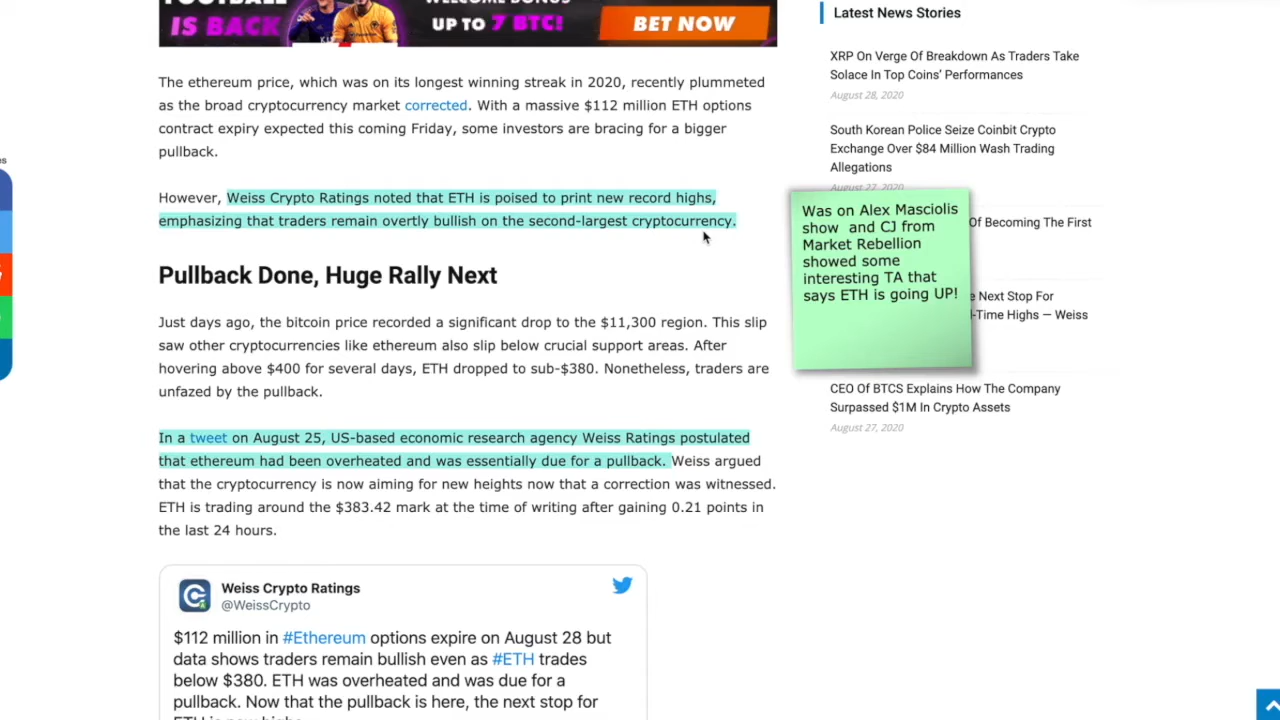 IS BACK
UP TO 7 BTC!
BET NOW
The ethereum price, which was on its longest winning streak in 2020, recently plummeted
as the broad cryptocurrency market corrected. With a massive $112 million ETH options
contract expiry expected this coming Friday, some investors are bracing for a bigger
pullback.
However, Weiss Crypto Ratings noted that ETH is poised to print new record highs,
emphasizing that traders remain overtly bullish on the second-largest cryptocurrency.
Pullback Done, Huge Rally Next
Just days ago, the bitcoin price recorded a significant drop to the $11,300 region. This slip
saw other cryptocurrencies like ethereum also slip below crucial support areas. After
hovering above $400 for several days, ETH dropped to sub-$380. Nonetheless, traders are
unfazed by the pullback.
In a tweet on August 25, US-based economic research agency Weiss Ratings postulated
that ethereum had been overheated and was essentially due for a pullback. Weiss argued
that the cryptocurrency is now aiming for new heights now that a correction was witnessed.
ETH is trading around the $383.42 mark at the time of writing after gaining 0.21 points in
the last 24 hours.
Weiss Crypto Ratings
@WeissCrypto
$112 million in #Ethereum options expire on August 28 but
data shows traders remain bullish even as #ETH trades
below $380. ETH was overheated and was due for a
pullback. Now that the pullback is here, the next stop for
Latest News Stories
XRP On Verge Of Breakdown As Traders Take
Solace In Top Coins' Performances
August 28, 2020
South Korean Police Seize Coinbit Crypto
Exchange Over $84 Million Wash Trading
Allegations
August 27, 2020
Was on Alex Masciolis
show and CJ from
Market Rebellion
showed some
interesting TA that
says ETH is going UP!
Of Becoming The First
e Next Stop For
-Time Highs — Weiss
CEO Of BTCS Explains How The Company
Surpassed $1M In Crypto Assets
August 27, 2020